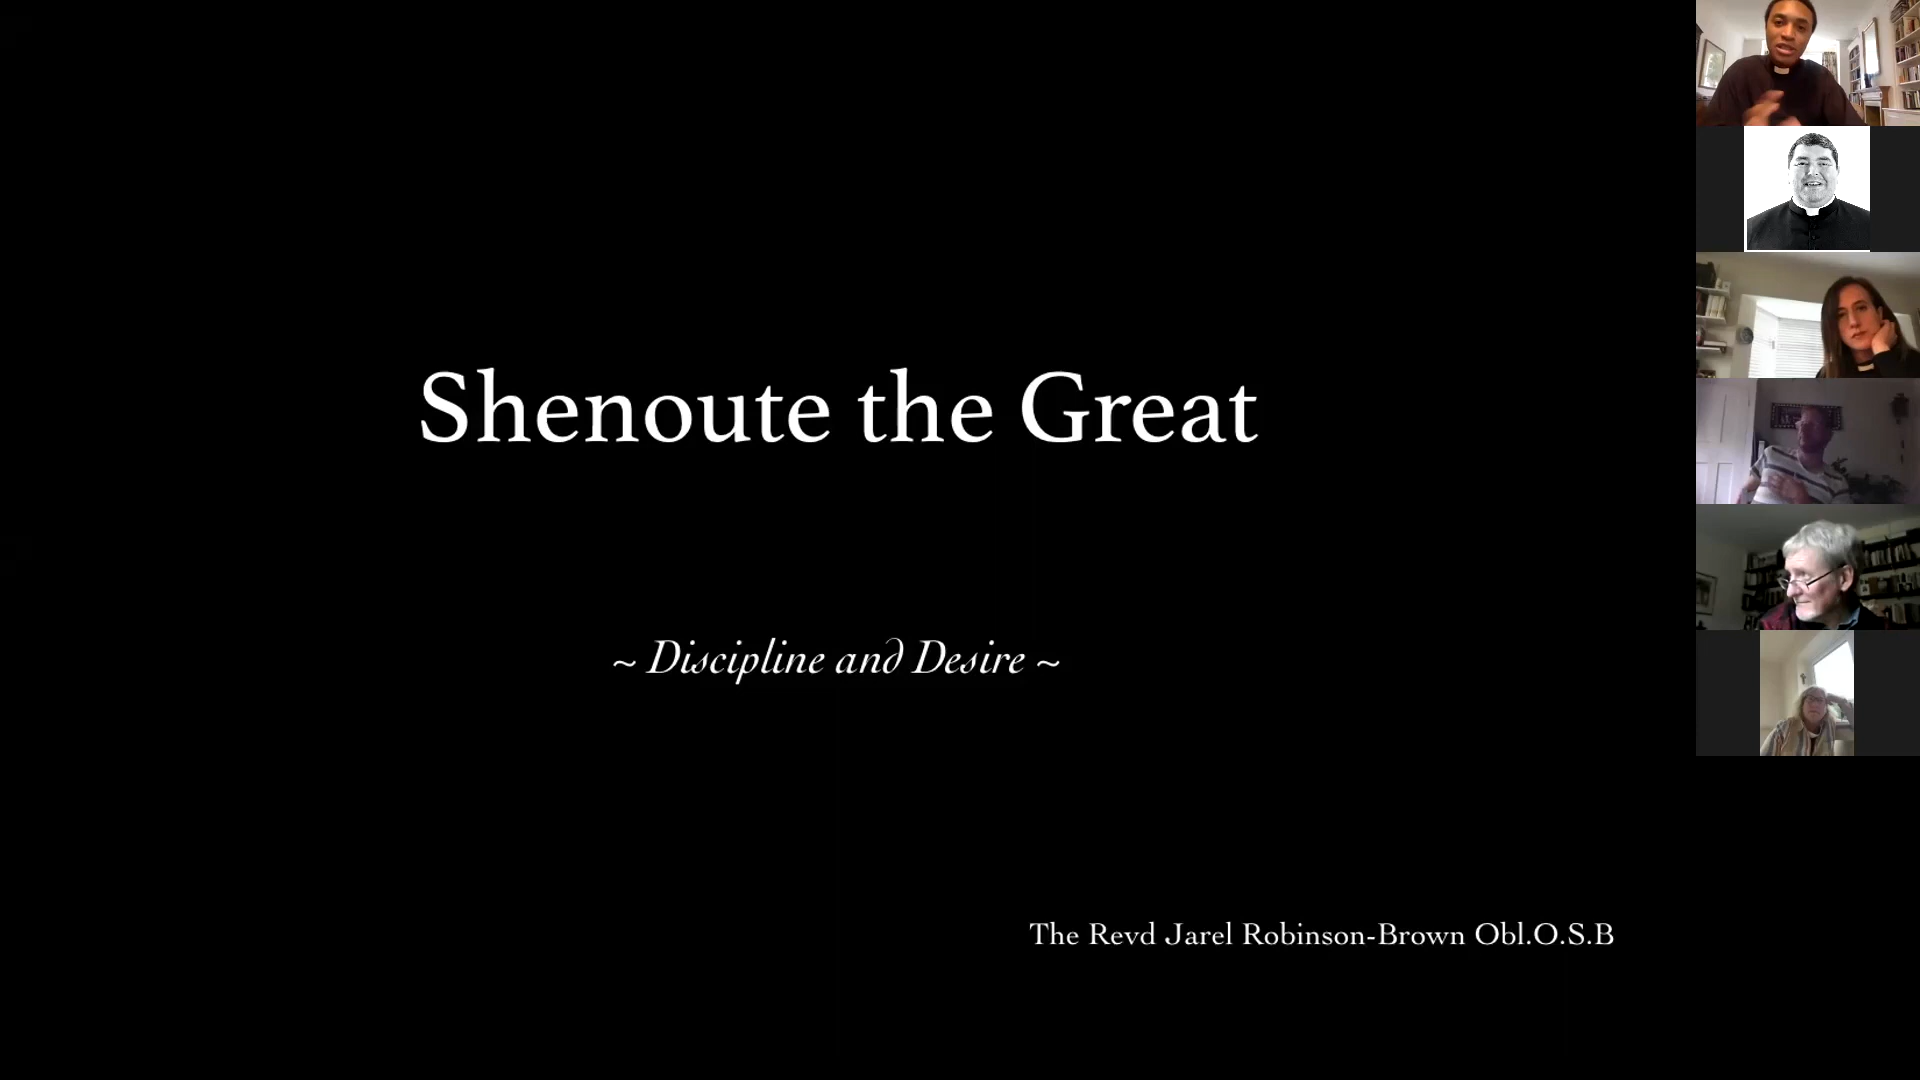 Shenoute the Great
~ Discipline and Desire ~
The Revd Jarel Robinson-Brown Obl.O.S.B